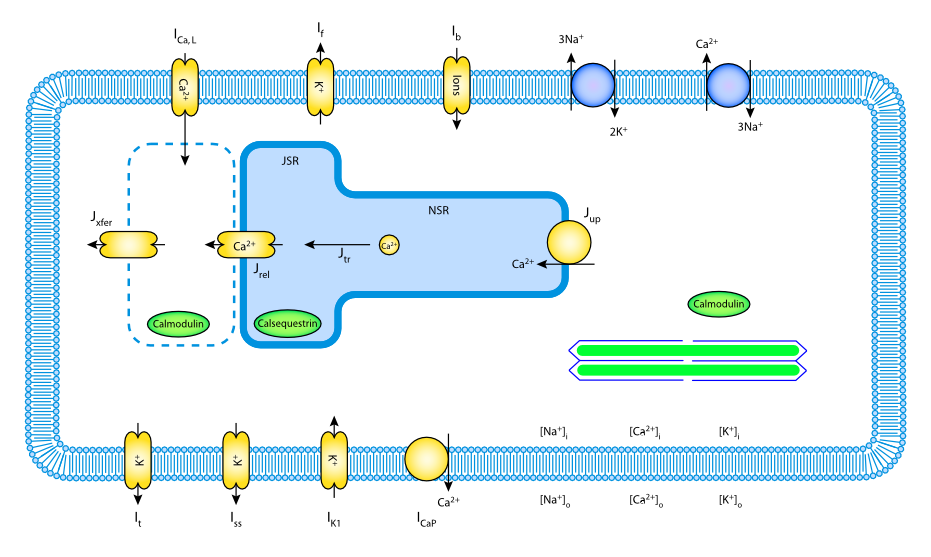 I_Ca,L
I_f
I_b
3Na⁺
Ca²⁺
Ca²⁺
K⁺
Ions
2K⁺
3Na⁺
JSR
NSR
J_xfer
J_up
Ca²⁺
Ca²⁺
J_tr
Ca²⁺
J_rel
Calmodulin
Calsequestrin
Calmodulin
[Na⁺]_i
[Ca²⁺]_i
[K⁺]_i
K⁺
K⁺
K⁺
[Na⁺]_o
[Ca²⁺]_o
[K⁺]_o
Ca²⁺
I_t
I_ss
I_K1
I_CaP